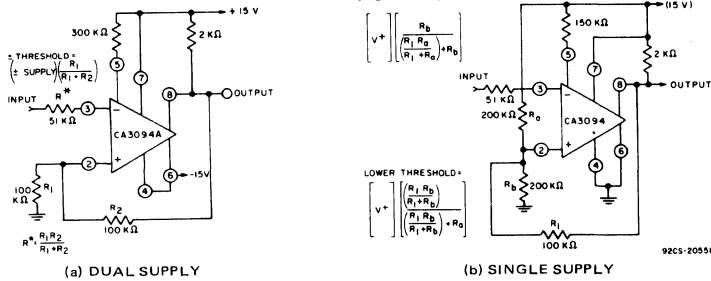 +15 V
300 KΩ
2 KΩ
± THRESHOLD=
(± SUPPLY)(R1/(R1+R2))
5
7
8
OUTPUT
INPUT
R*
3
51 KΩ
CA3094A
2
6
-15V
4
100 KΩ
R1
R2
100 KΩ
R* = R1 R2/(R1+R2)
(a) DUAL SUPPLY
(15 V)
150 KΩ
[V+] [Rb/((R1 Ra/(R1+Ra))+Rb)]
2 KΩ
5
7
INPUT
3
8
OUTPUT
51 KΩ
200 KΩ
Ra
CA3094
2
4
6
LOWER THRESHOLD=
[V+] [(R1 Rb/(R1+Rb))/((R1 Rb/(R1+Rb))+Ra)]
Rb
200 KΩ
R1
100 KΩ
(b) SINGLE SUPPLY